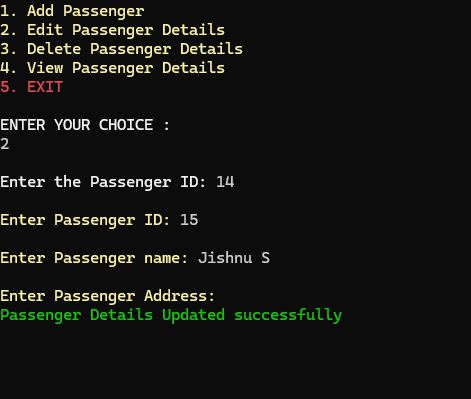 1. Add Passenger
2. Edit Passenger Details
3. Delete Passenger Details
4. View Passenger Details
5. EXIT
ENTER YOUR CHOICE :
2
Enter the Passenger ID: 14
Enter Passenger ID: 15
Enter Passenger name: Jishnu S
Enter Passenger Address:
Passenger Details Updated successfully